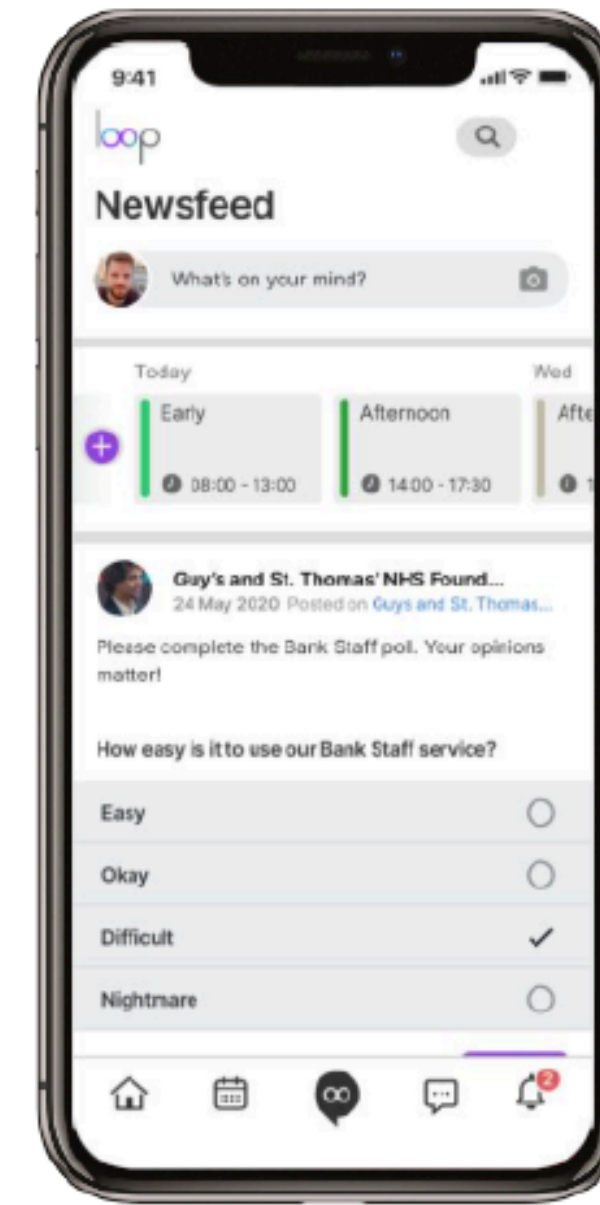 9:41
loop
Newsfeed
What's on your mind?
Today
Wed
Early
Afternoon
Afte
08:00 - 13:00
14:00 - 17:30
1
Guy's and St. Thomas' NHS Found...
24 May 2020 Posted on Guys and St. Thomas...
Please complete the Bank Staff poll. Your opinions
matter!
How easy is it to use our Bank Staff service?
Easy
Okay
Difficult
Nightmare
2